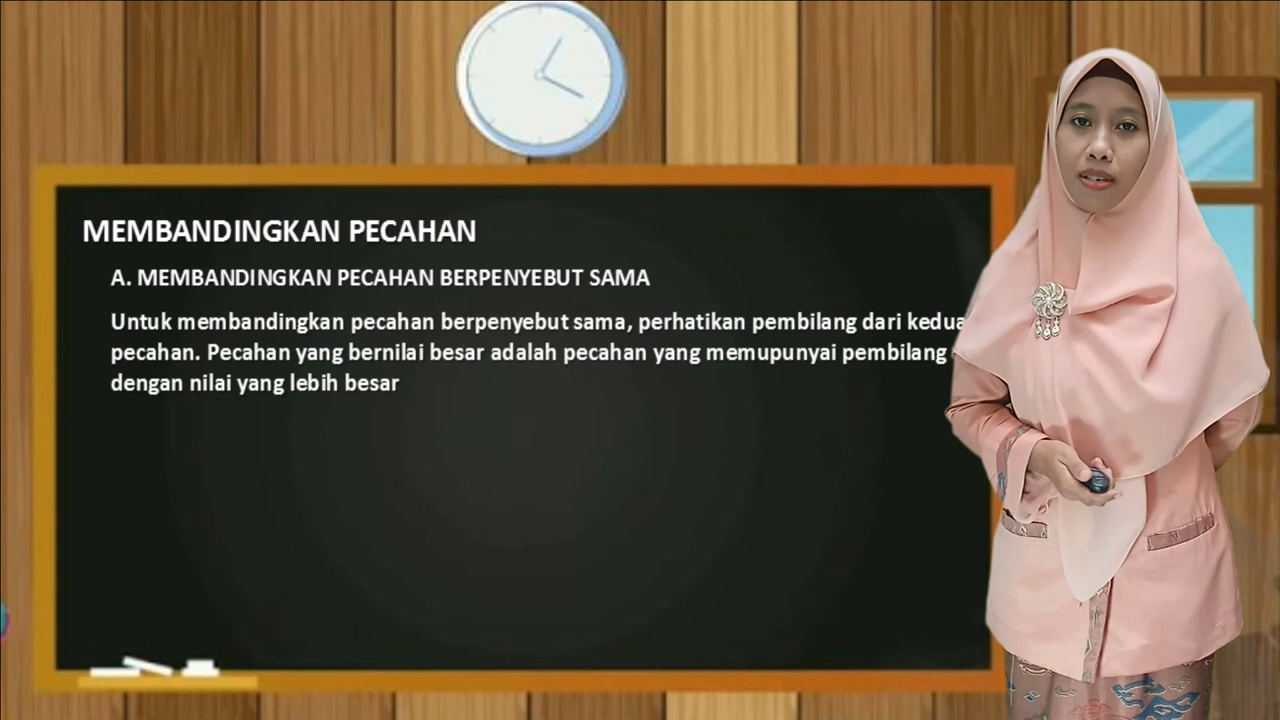 MEMBANDINGKAN PECAHAN
A. MEMBANDINGKAN PECAHAN BERPENYEBUT SAMA
Untuk membandingkan pecahan berpenyebut sama, perhatikan pembilang dari kedua
pecahan. Pecahan yang bernilai besar adalah pecahan yang memupunyai pembilang
dengan nilai yang lebih besar